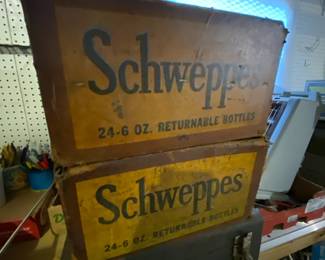 Schweppes
24-6 OZ. RETURNABLE BOTTLES
Schweppes
24-6 OZ. RETURNABLE BOTTLES